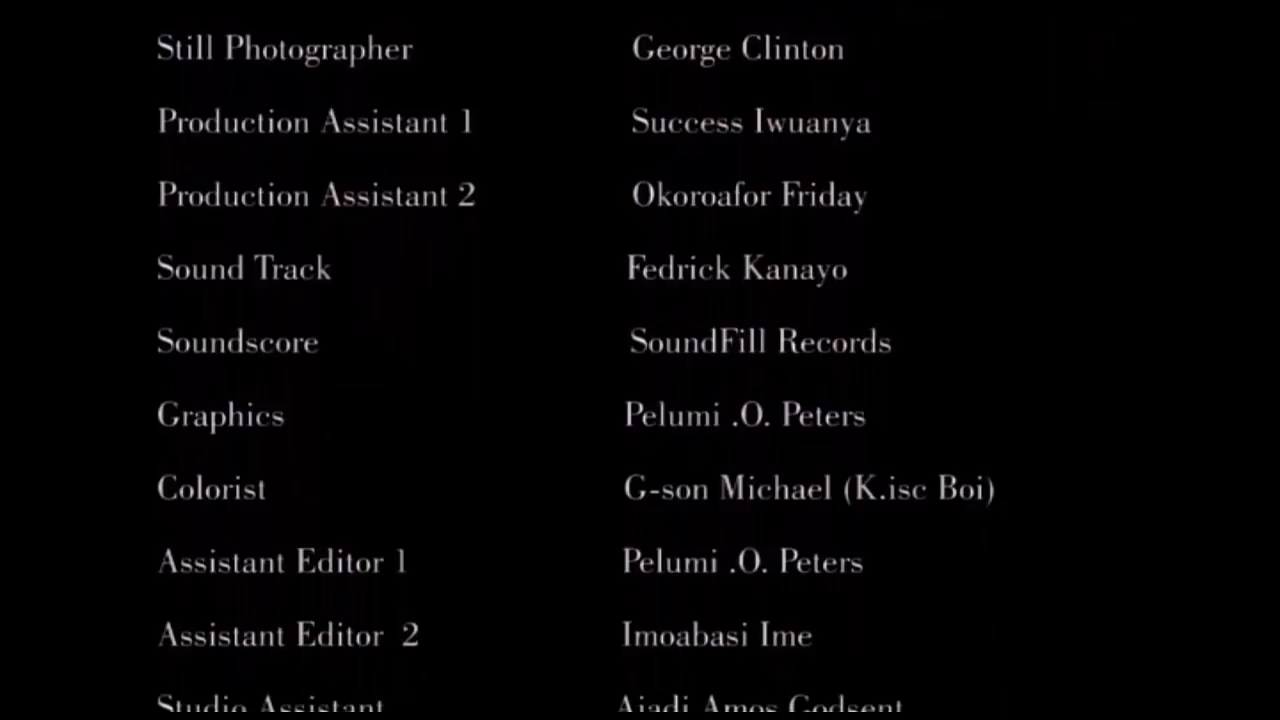 Still Photographer George Clinton
Production Assistant 1 Success Iwuanya
Production Assistant 2 Okoroafor Friday
Sound Track Fedrick Kanayo
Soundscore SoundFill Records
Graphics Pelumi .O. Peters
Colorist G-son Michael (K.isc Boi)
Assistant Editor 1 Pelumi .O. Peters
Assistant Editor 2 Imoabasi Ime
Studio Assistant Ajadi Amos Godsent